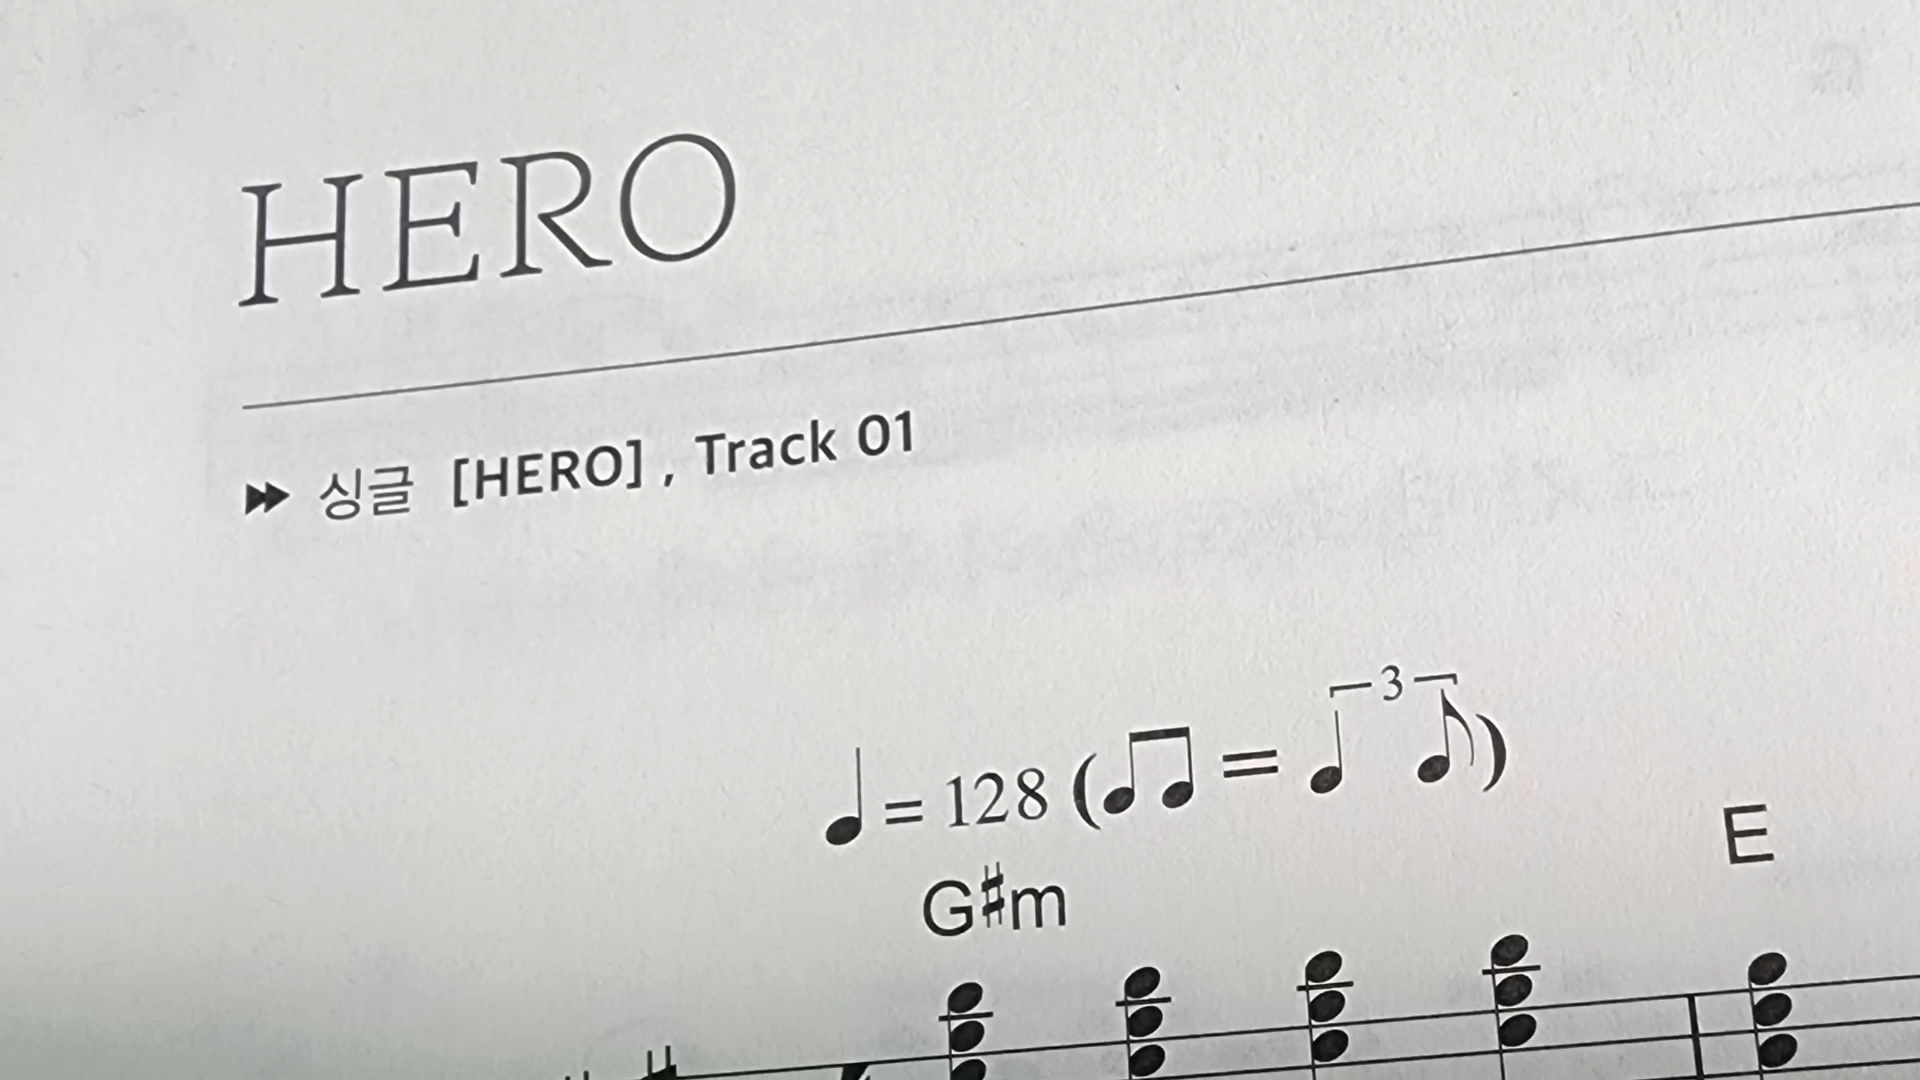 HERO
싱글 [HERO] , Track 01
= 128 ( = 3 )
E
G#m